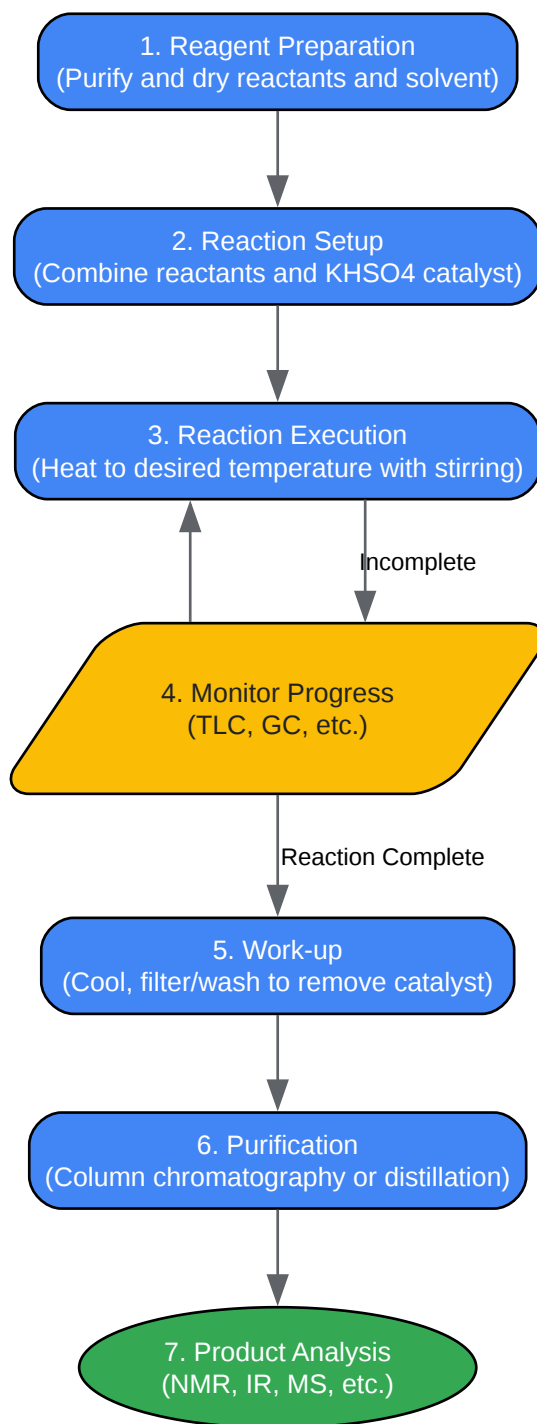 1. Reagent Preparation
(Purify and dry reactants and solvent)
2. Reaction Setup
(Combine reactants and KHSO4 catalyst)
3. Reaction Execution
(Heat to desired temperature with stirring)
Incomplete
4. Monitor Progress
(TLC, GC, etc.)
Reaction Complete
5. Work-up
(Cool, filter/wash to remove catalyst)
6. Purification
(Column chromatography or distillation)
7. Product Analysis
(NMR, IR, MS, etc.)